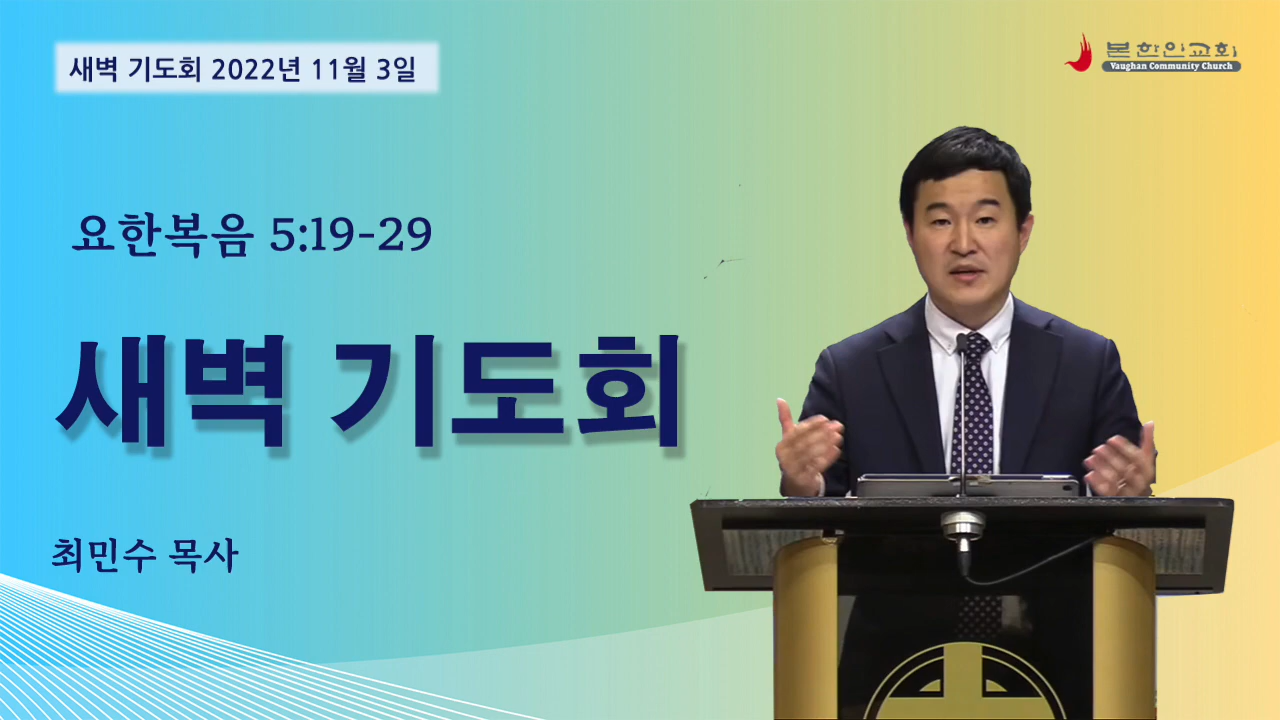 새벽 기도회 2022년 11월 3일
본한인교회
Vaughan Community Church
요한복음 5:19-29
새벽 기도회
최민수 목사